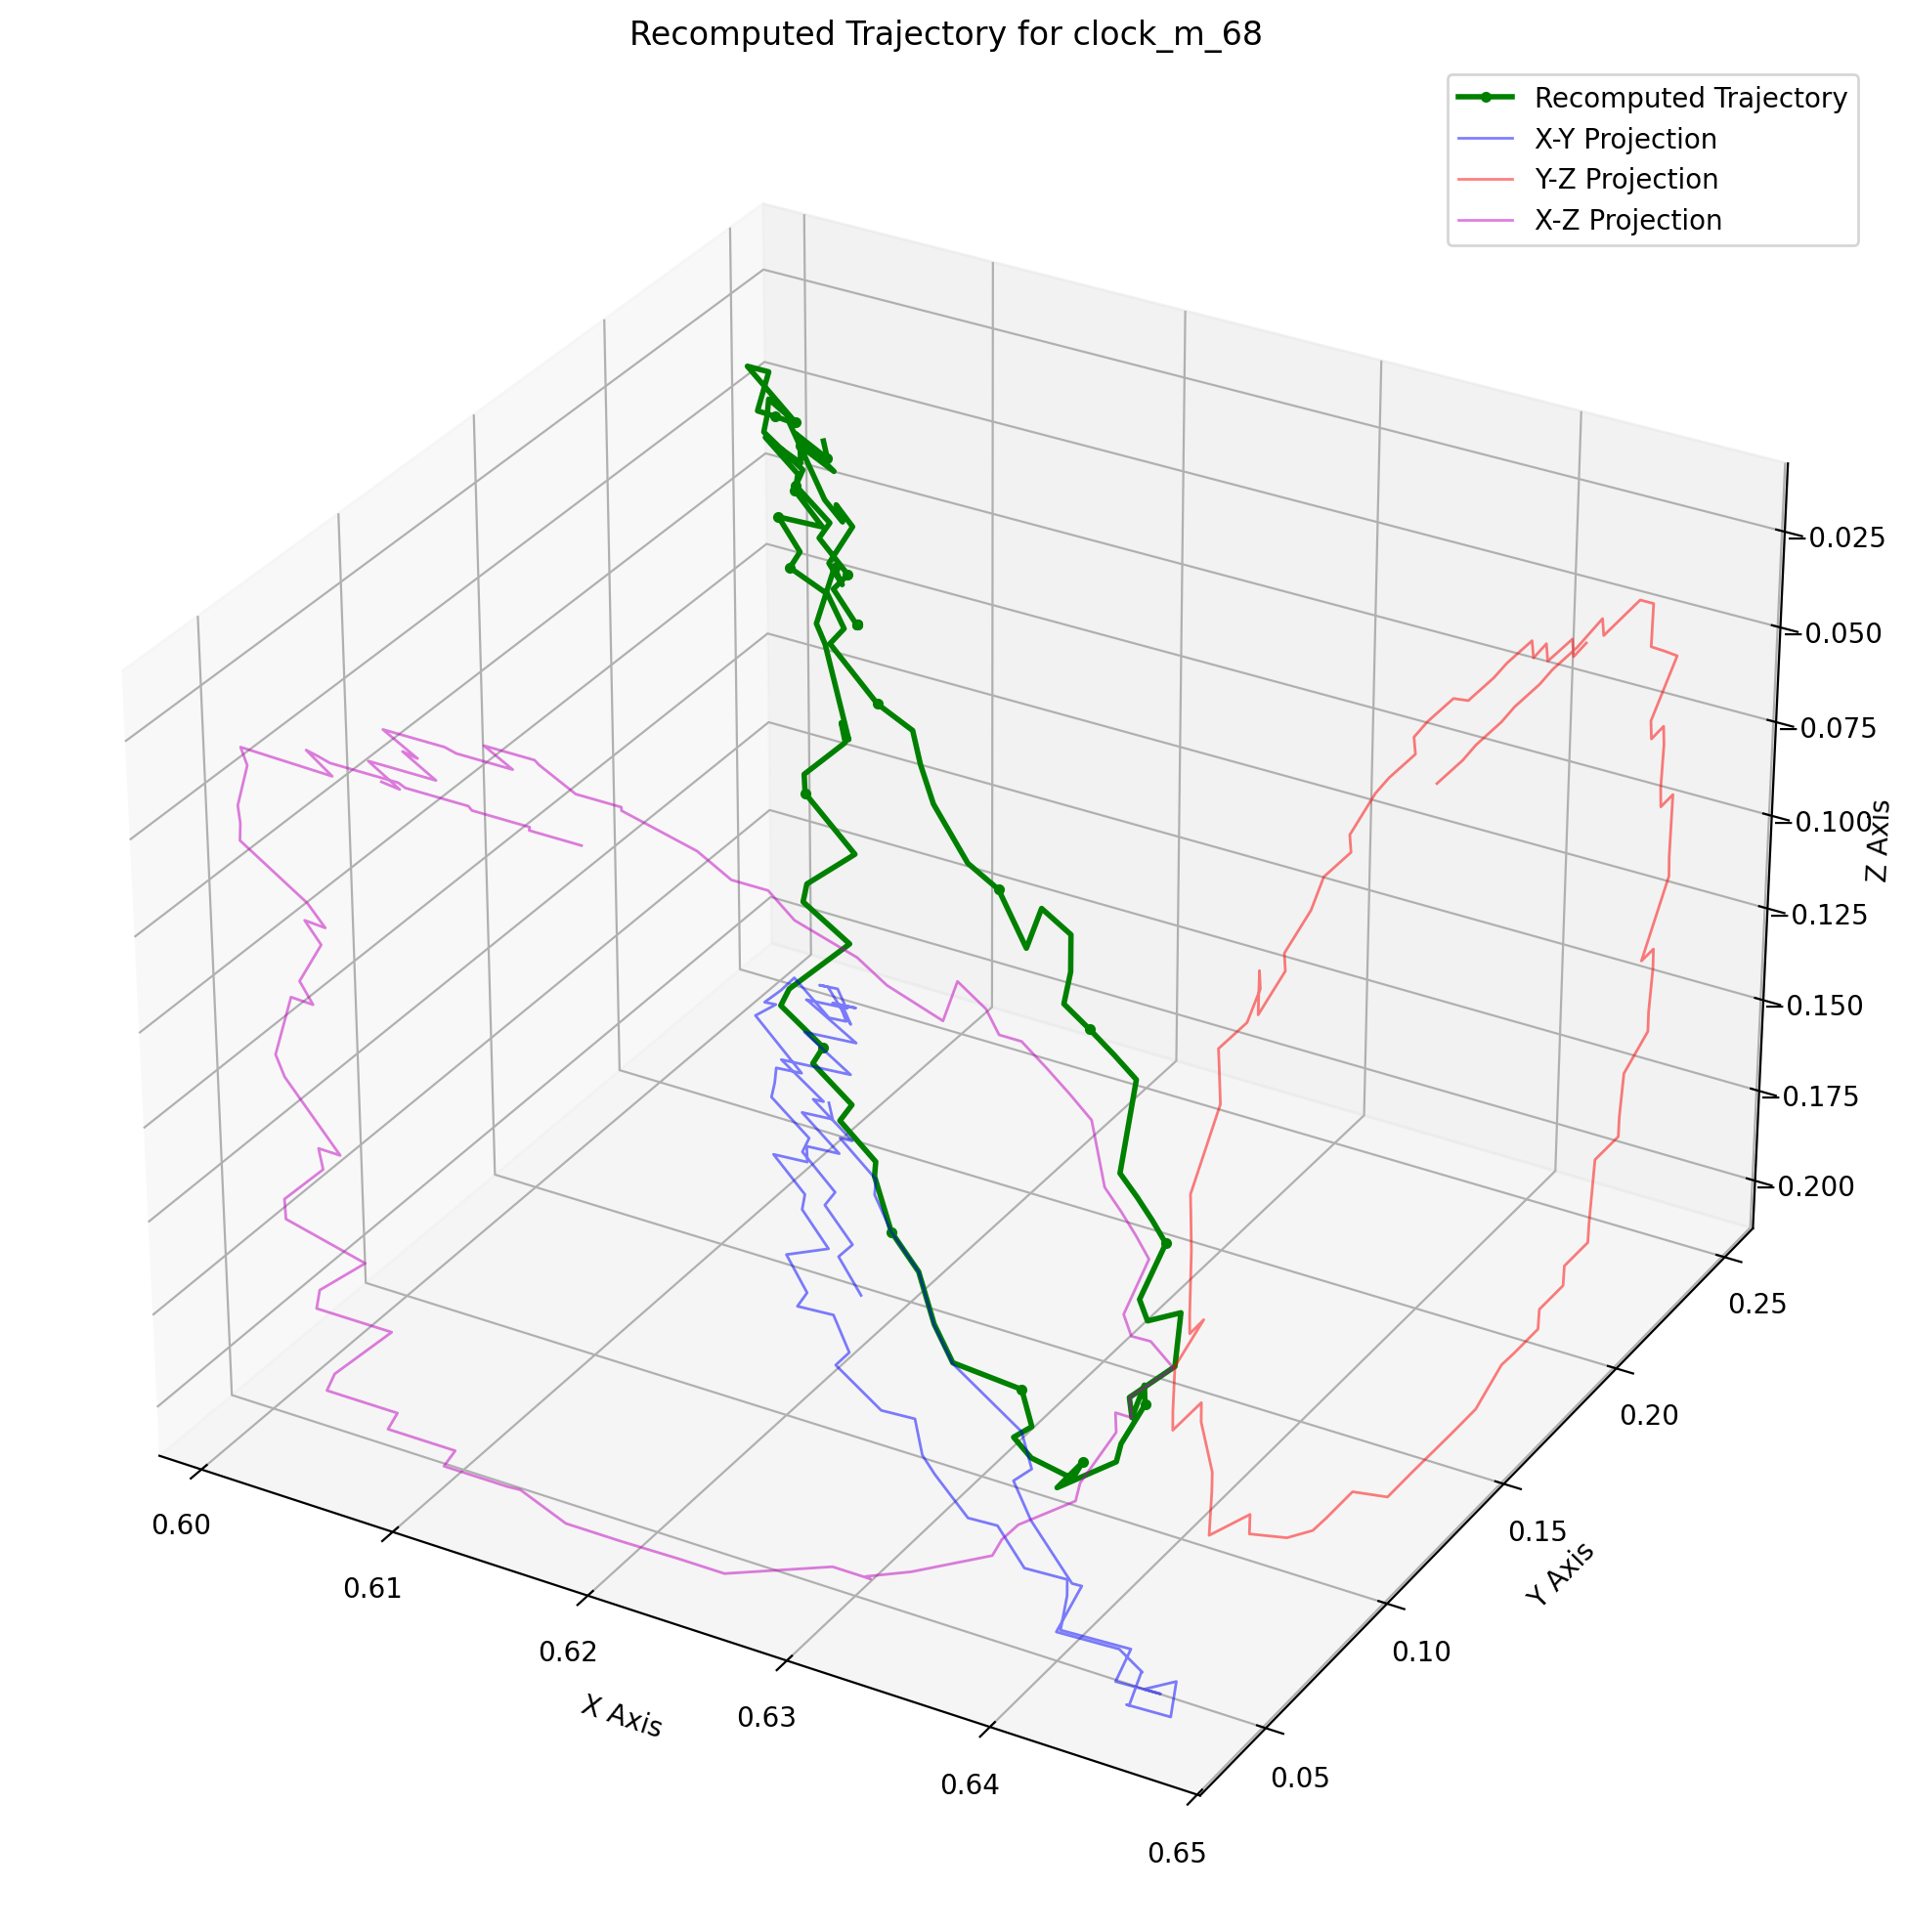 Recomputed Trajectory for clock_m_68
Recomputed Trajectory
X-Y Projection
Y-Z Projection
X-Z Projection
−0.025
−0.050
−0.075
−0.100
−0.125
−0.150
−0.175
−0.200
Z Axis
0.25
0.20
0.15
0.10
0.05
Y Axis
0.60
0.61
0.62
0.63
0.64
0.65
X Axis